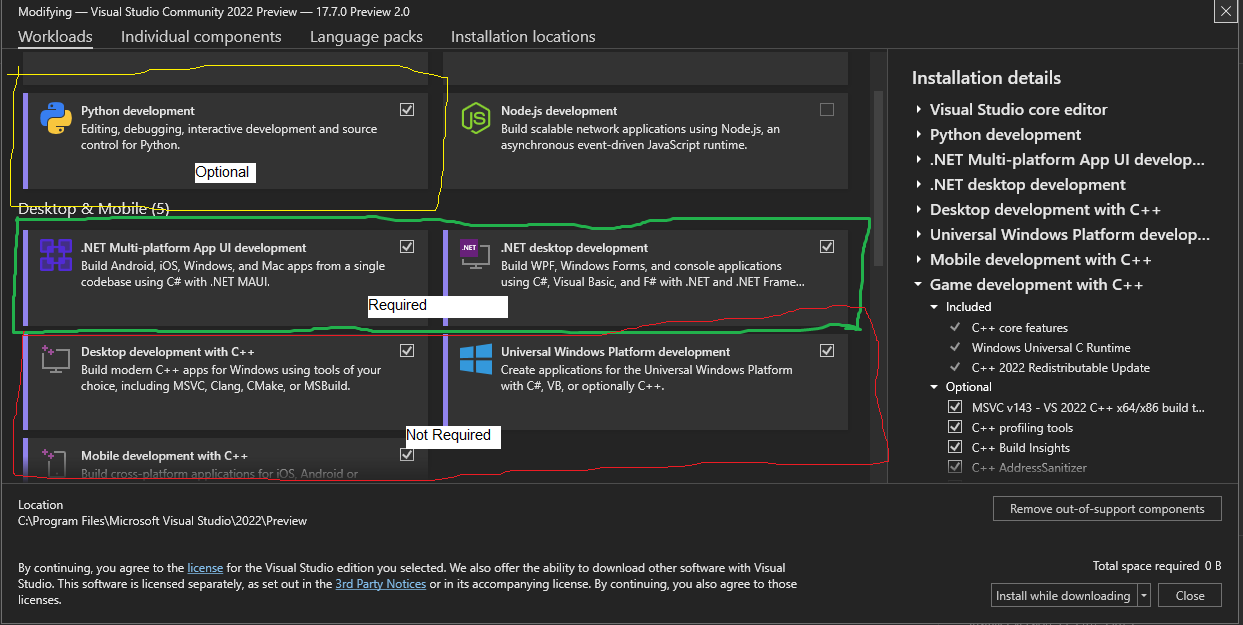 Modifying — Visual Studio Community 2022 Preview — 17.7.0 Preview 2.0
Workloads Individual components Language packs Installation locations
Python development
Editing, debugging, interactive development and source
control for Python.
Optional
Node.js development
Build scalable network applications using Node.js, an
asynchronous event-driven JavaScript runtime.
Desktop & Mobile (5)
.NET Multi-platform App UI development
Build Android, iOS, Windows, and Mac apps from a single
codebase using C# with .NET MAUI.
.NET desktop development
Build WPF, Windows Forms, and console applications
using C#, Visual Basic, and F# with .NET and .NET Frame...
Required
Desktop development with C++
Build modern C++ apps for Windows using tools of your
choice, including MSVC, Clang, CMake, or MSBuild.
Universal Windows Platform development
Create applications for the Universal Windows Platform
with C#, VB, or optionally C++.
Not Required
Mobile development with C++
Build cross-platform applications for iOS, Android or
Installation details
Visual Studio core editor
Python development
.NET Multi-platform App UI develop...
.NET desktop development
Desktop development with C++
Universal Windows Platform develop...
Mobile development with C++
Game development with C++
Included
C++ core features
Windows Universal C Runtime
C++ 2022 Redistributable Update
Optional
MSVC v143 - VS 2022 C++ x64/x86 build t...
C++ profiling tools
C++ Build Insights
C++ AddressSanitizer
Location
C:\Program Files\Microsoft Visual Studio\2022\Preview
Remove out-of-support components
By continuing, you agree to the license for the Visual Studio edition you selected. We also offer the ability to download other software with Visual
Studio. This software is licensed separately, as set out in the 3rd Party Notices or in its accompanying license. By continuing, you also agree to those
licenses.
Total space required 0 B
Install while downloading
Close